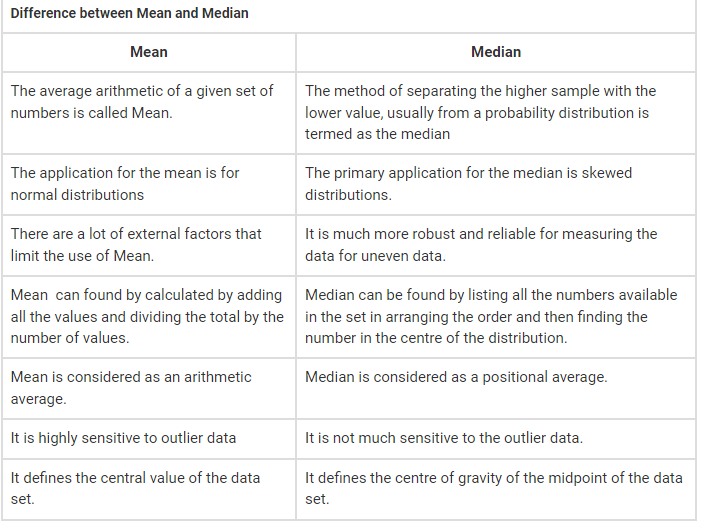 Difference between Mean and Median
Mean
Median
The average arithmetic of a given set of
numbers is called Mean.
The method of separating the higher sample with the
lower value, usually from a probability distribution is
termed as the median
The application for the mean is for
normal distributions
The primary application for the median is skewed
distributions.
There are a lot of external factors that
limit the use of Mean.
It is much more robust and reliable for measuring the
data for uneven data.
Mean can found by calculated by adding
all the values and dividing the total by the
number of values.
Median can be found by listing all the numbers available
in the set in arranging the order and then finding the
number in the centre of the distribution.
Mean is considered as an arithmetic
average.
Median is considered as a positional average.
It is highly sensitive to outlier data
It is not much sensitive to the outlier data.
It defines the central value of the data
set.
It defines the centre of gravity of the midpoint of the data
set.